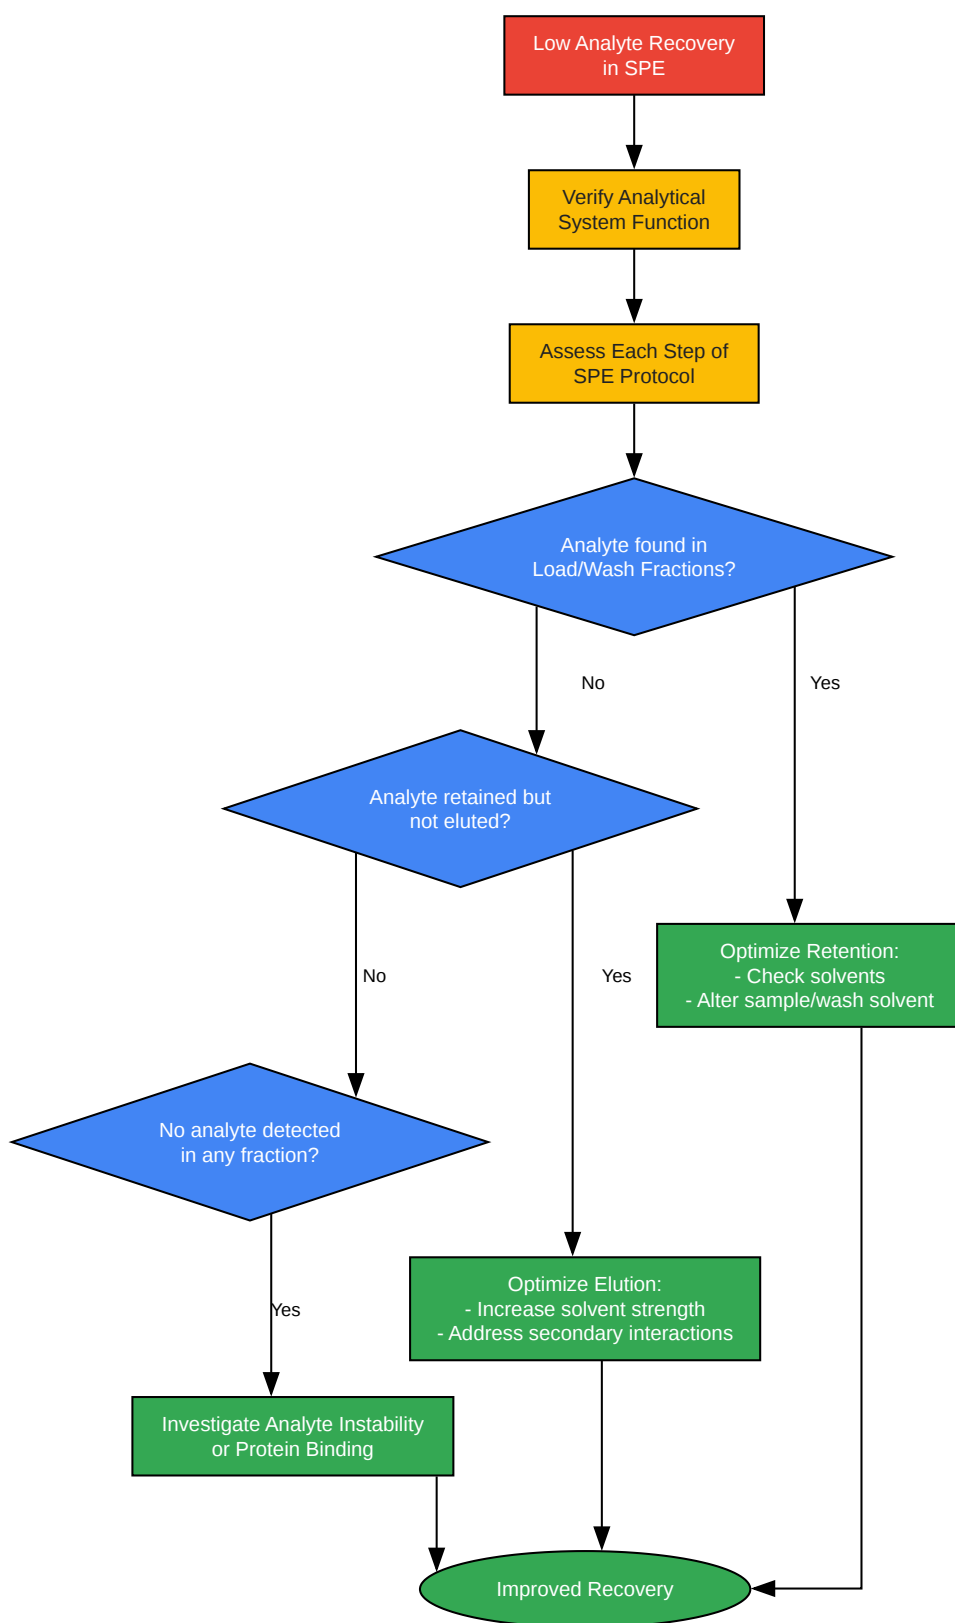 Low Analyte Recovery
in SPE
Verify Analytical
System Function
Assess Each Step of
SPE Protocol
Analyte found in
Load/Wash Fractions?
No
Yes
Analyte retained but
not eluted?
Optimize Retention:
- Check solvents
- Alter sample/wash solvent
No
Yes
No analyte detected
in any fraction?
Optimize Elution:
- Increase solvent strength
- Address secondary interactions
Yes
Investigate Analyte Instability
or Protein Binding
Improved Recovery